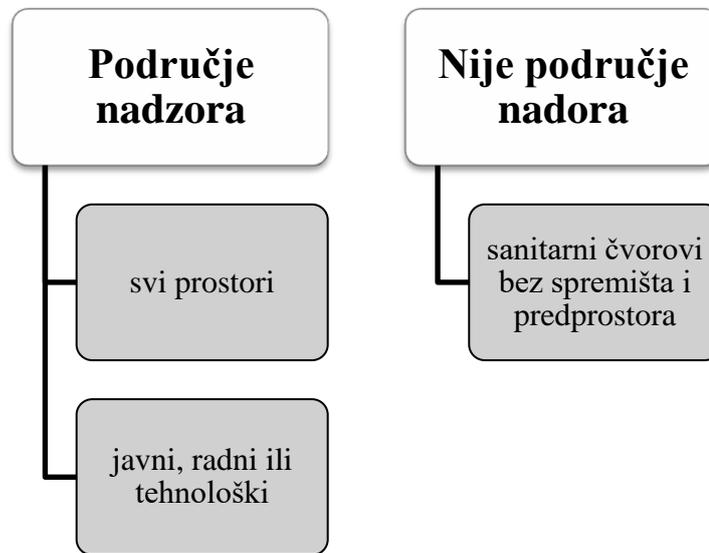 Područje
nadzora
svi prostori
javni, radni ili
tehnološki
Nije područje
nadora
sanitarni čvorovi
bez spremišta i
predprostora